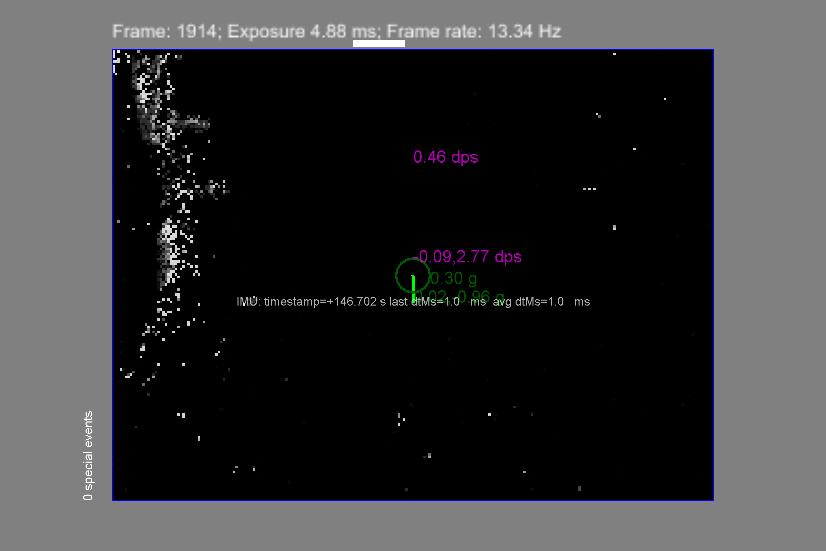 Frame: 1914; Exposure 4.88 ms; Frame rate: 13.34 Hz
0.46 dps
-0.09,2.77 dps
0.30 g
0.02,-0.96 g
IMU: timestamp=+146.702 s last dtMs=1.0 ms avg dtMs=1.0 ms
0 special events